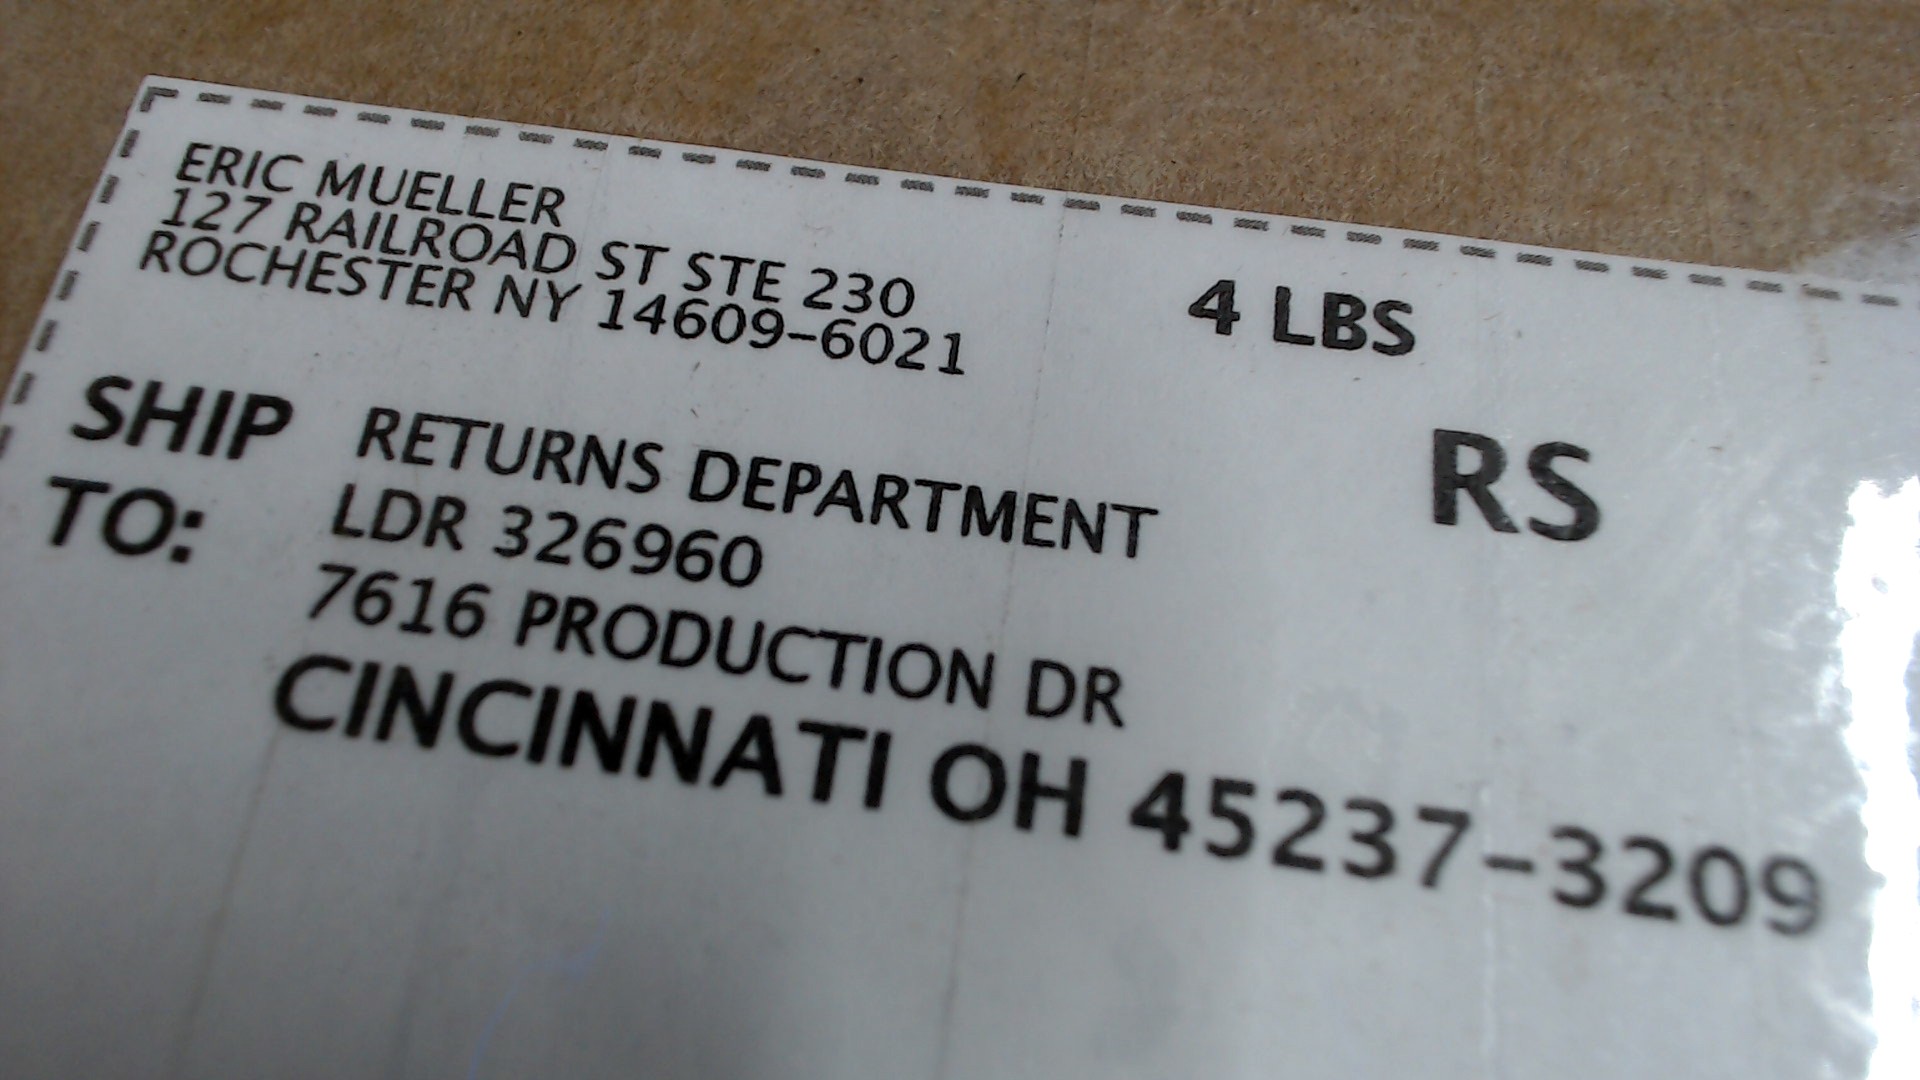 ERIC MUELLER
127 RAILROAD ST STE 230
ROCHESTER NY 14609-6021
4 LBS
RS
SHIP
TO:
RETURNS DEPARTMENT
LDR 326960
7616 PRODUCTION DR
CINCINNATI OH 45237-3209